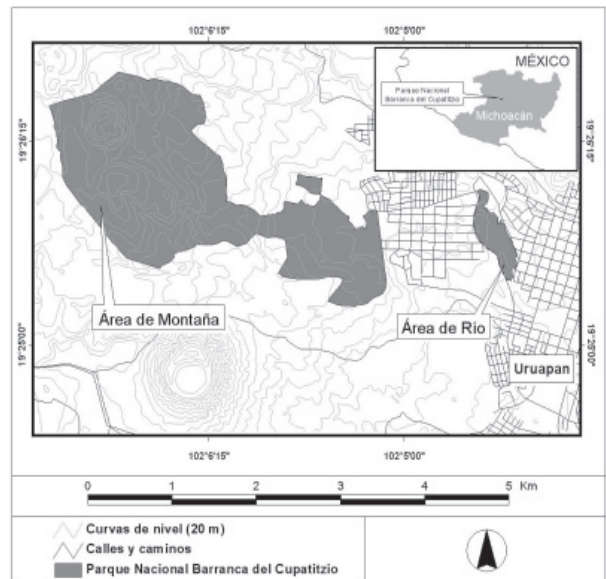 102°6'15"
102°5'00"
MÉXICO
Parque Nacional
Barranca del Cupatitzio
Michoacán
19°26'15"
19°26'15"
Área de Montaña
Área de Río
19°25'00"
19°25'00"
Uruapan
102°6'15"
102°5'00"
0 1 2 3 4 5 Km
Curvas de nivel (20 m)
Calles y caminos
Parque Nacional Barranca del Cupatitzio